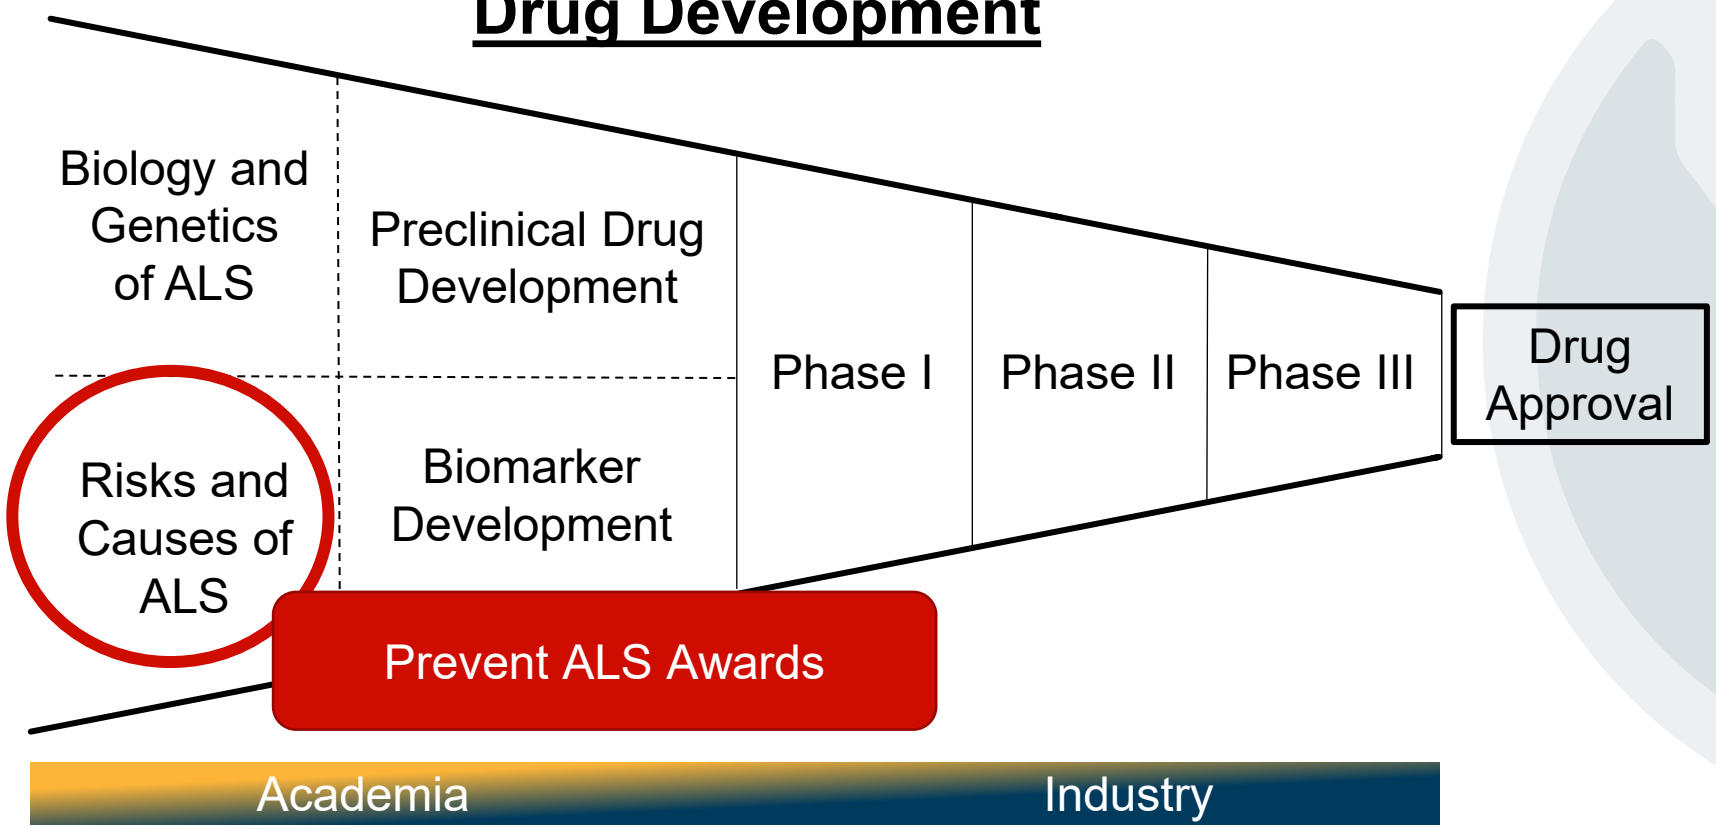 Drug Development
Biology and
Genetics
of ALS
Preclinical Drug
Development
Risks and
Causes of
ALS
Biomarker
Development
Phase I
Phase II
Phase III
Drug
Approval
Prevent ALS Awards
Academia
Industry